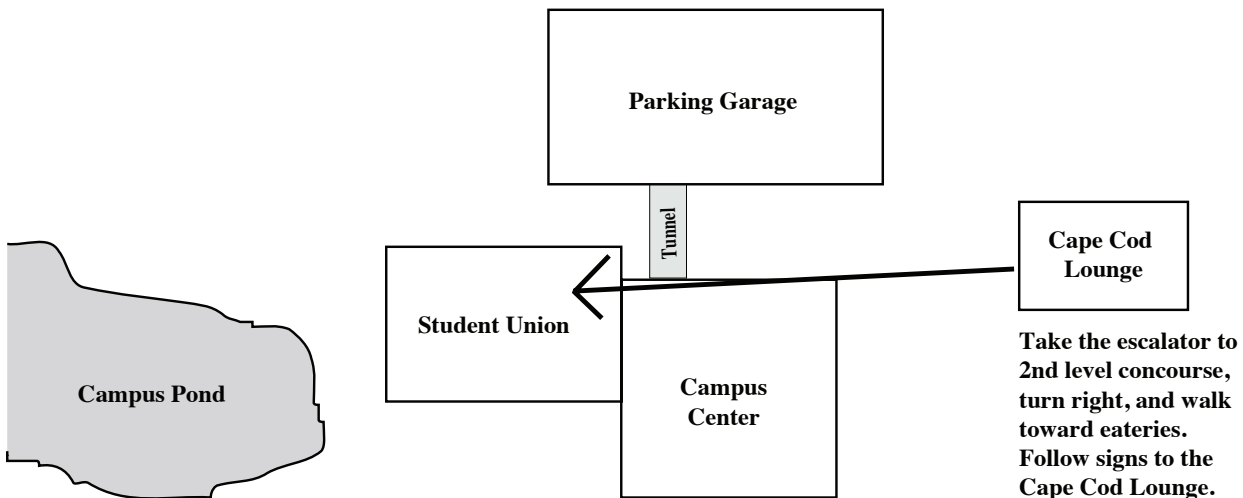 Parking Garage
Tunnel
Cape Cod
Lounge
Student Union
Campus Pond
Campus
Center
Take the escalator to
2nd level concourse,
turn right, and walk
toward eateries.
Follow signs to the
Cape Cod Lounge.